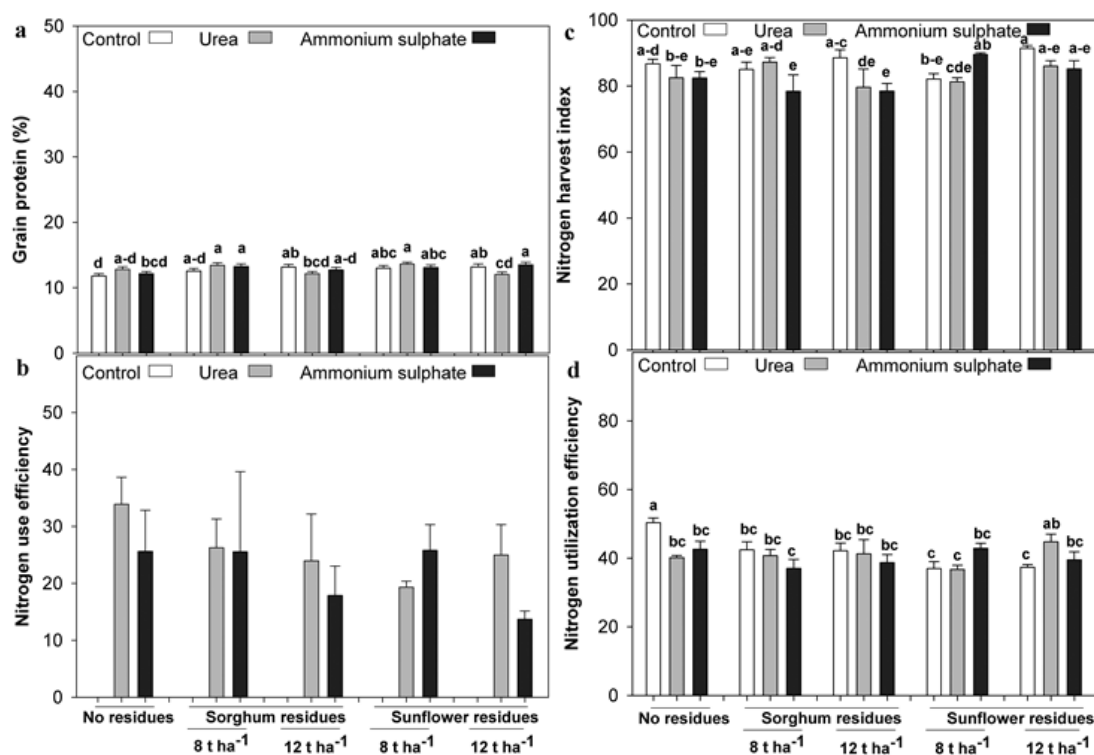 a
Control Urea Ammonium sulphate
Grain protein (%)
50
40
30
20
10
0
d a-d bcd a-d a a ab bcd a-d abc a abc ab cd a
b
Control Urea Ammonium sulphate
Nitrogen use efficiency
50
40
30
20
10
0
No residues Sorghum residues Sunflower residues
8 t ha⁻¹ 12 t ha⁻¹ 8 t ha⁻¹ 12 t ha⁻¹
c
Control Urea Ammonium sulphate
Nitrogen harvest index
100
80
60
40
20
0
a-d b-e b-e a-e a-d e a-c de e b-e cde ab a a-e a-e
d
Control Urea Ammonium sulphate
Nitrogen utilization efficiency
80
60
40
20
0
a bc bc bc bc c bc bc bc c c bc c ab bc
No residues Sorghum residues Sunflower residues
8 t ha⁻¹ 12 t ha⁻¹ 8 t ha⁻¹ 12 t ha⁻¹